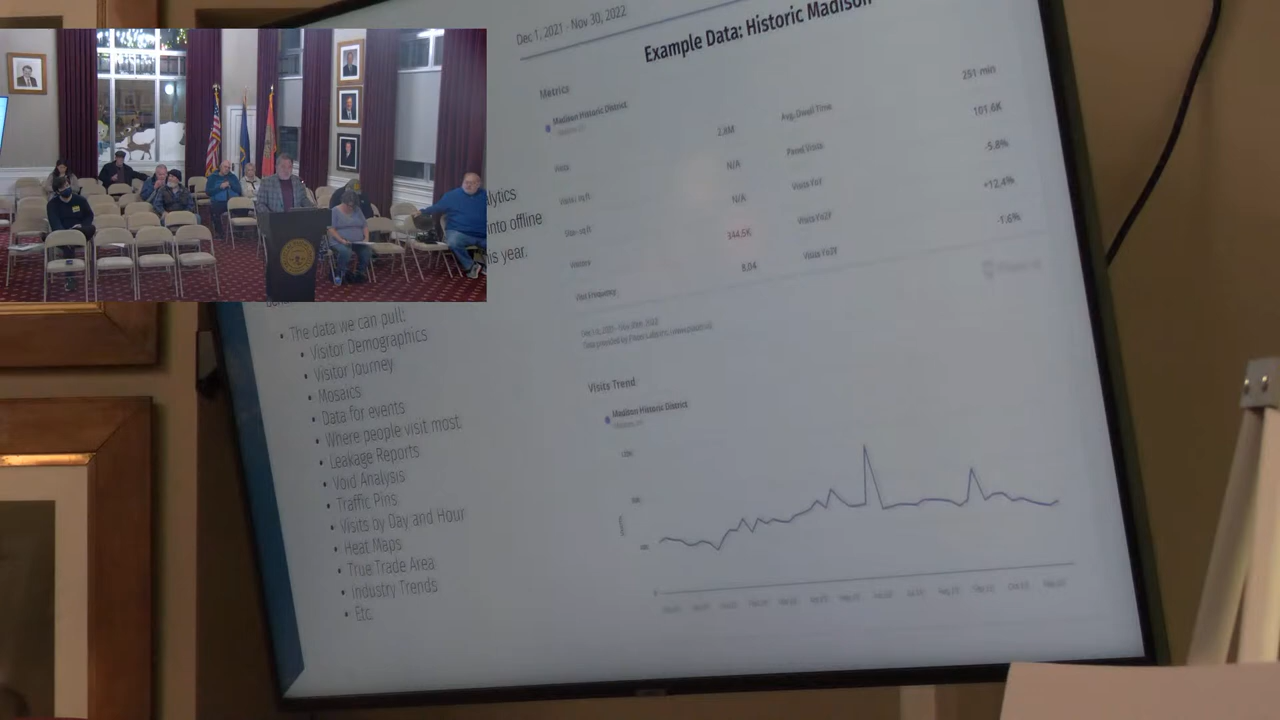 Dec 1, 2021 - Nov 30, 2022
Example Data: Historic Madison
Metrics
Madison Historic District
251 min
Avg. Dwell Time
2.8M
101.6K
Panel Visits
Visits
N/A
-5.8%
Visits YoY
N/A
+12.4%
Visits Yo2Y
Visitors
344.5K
-1.6%
Visits Yo3Y
8.04
Visit Frequency
lytics
into offline
is year.
• The data we can pull:
• Visitor Demographics
• Visitor Journey
• Mosaics
• Data for events
• Where people visit most
• Leakage Reports
• Void Analysis
• Traffic Pins
• Visits by Day and Hour
• Heat Maps
• True Trade Area
• Industry Trends
• Etc.
Visits Trend
Madison Historic District